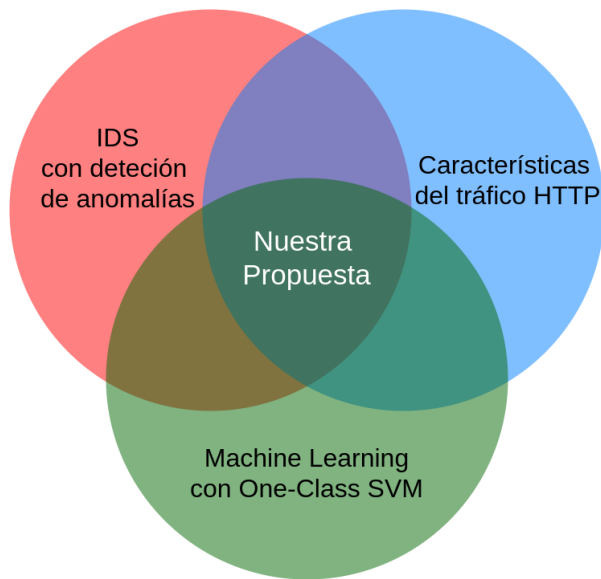 IDS
con deteción
de anomalías
Características
del tráfico HTTP
Nuestra
Propuesta
Machine Learning
con One-Class SVM